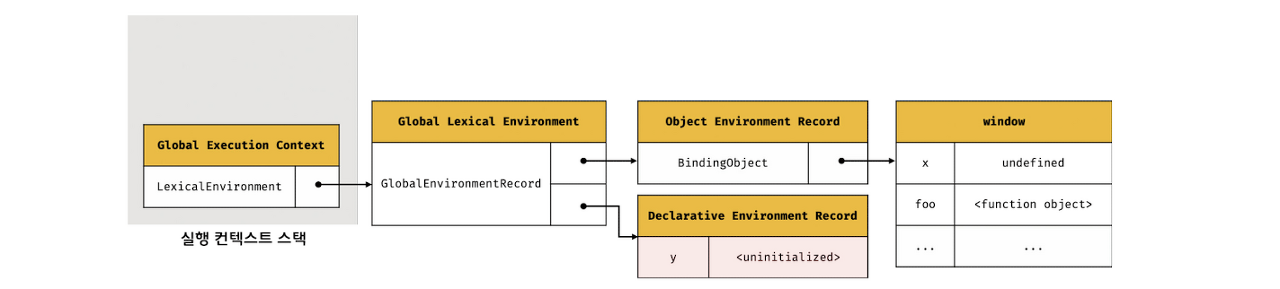 Global Execution Context
LexicalEnvironment
실행 컨텍스트 스택
Global Lexical Environment
GlobalEnvironmentRecord
Object Environment Record
BindingObject
Declarative Environment Record
y <uninitialized>
window
x undefined
foo <function object>
... ...